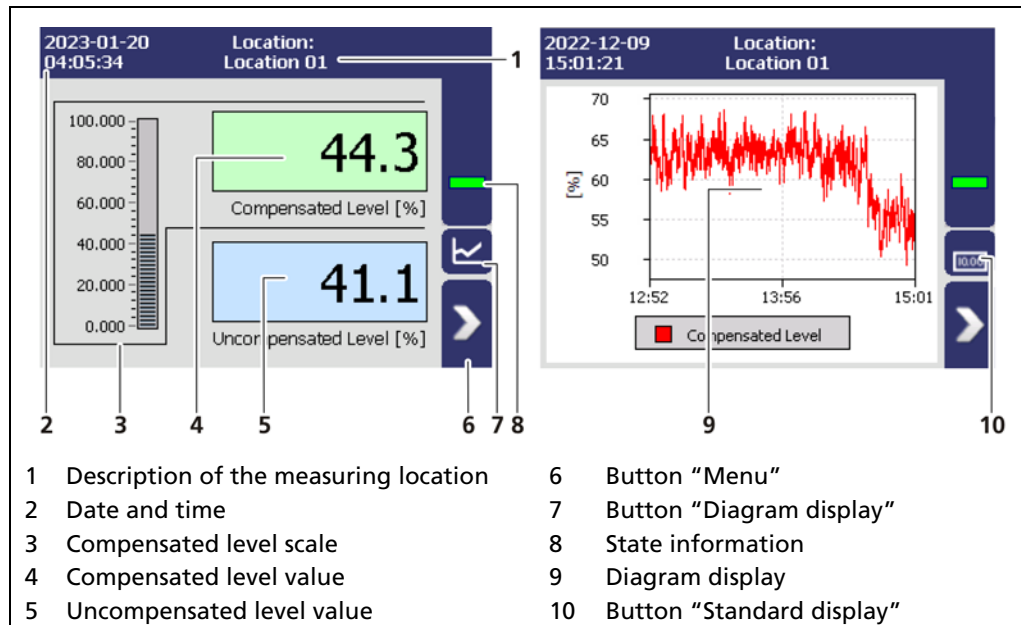 2023-01-20
04:05:34
Location:
Location 01
1
100.000
80.000
60.000
40.000
20.000
0.000
44.3
Compensated Level [%]
41.1
Uncompensated Level [%]
2 3 4 5 6 7 8
2022-12-09
15:01:21
Location:
Location 01
70
65
60
55
50
[%]
12:52 13:56 15:01
Compensated Level
10.00
9 10
1 Description of the measuring location
2 Date and time
3 Compensated level scale
4 Compensated level value
5 Uncompensated level value
6 Button “Menu”
7 Button “Diagram display”
8 State information
9 Diagram display
10 Button “Standard display”